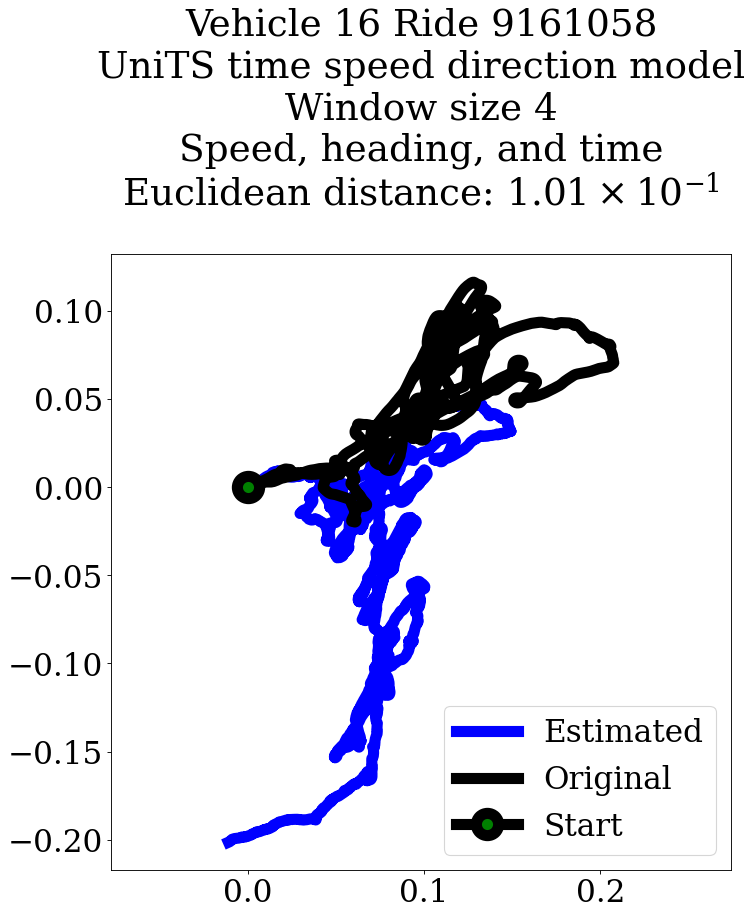 Vehicle 16 Ride 9161058
UniTS time speed direction model
Window size 4
Speed, heading, and time
Euclidean distance: 1.01 × 10⁻¹
0.10
0.05
0.00
−0.05
−0.10
−0.15
−0.20
Estimated
Original
Start
0.0 0.1 0.2